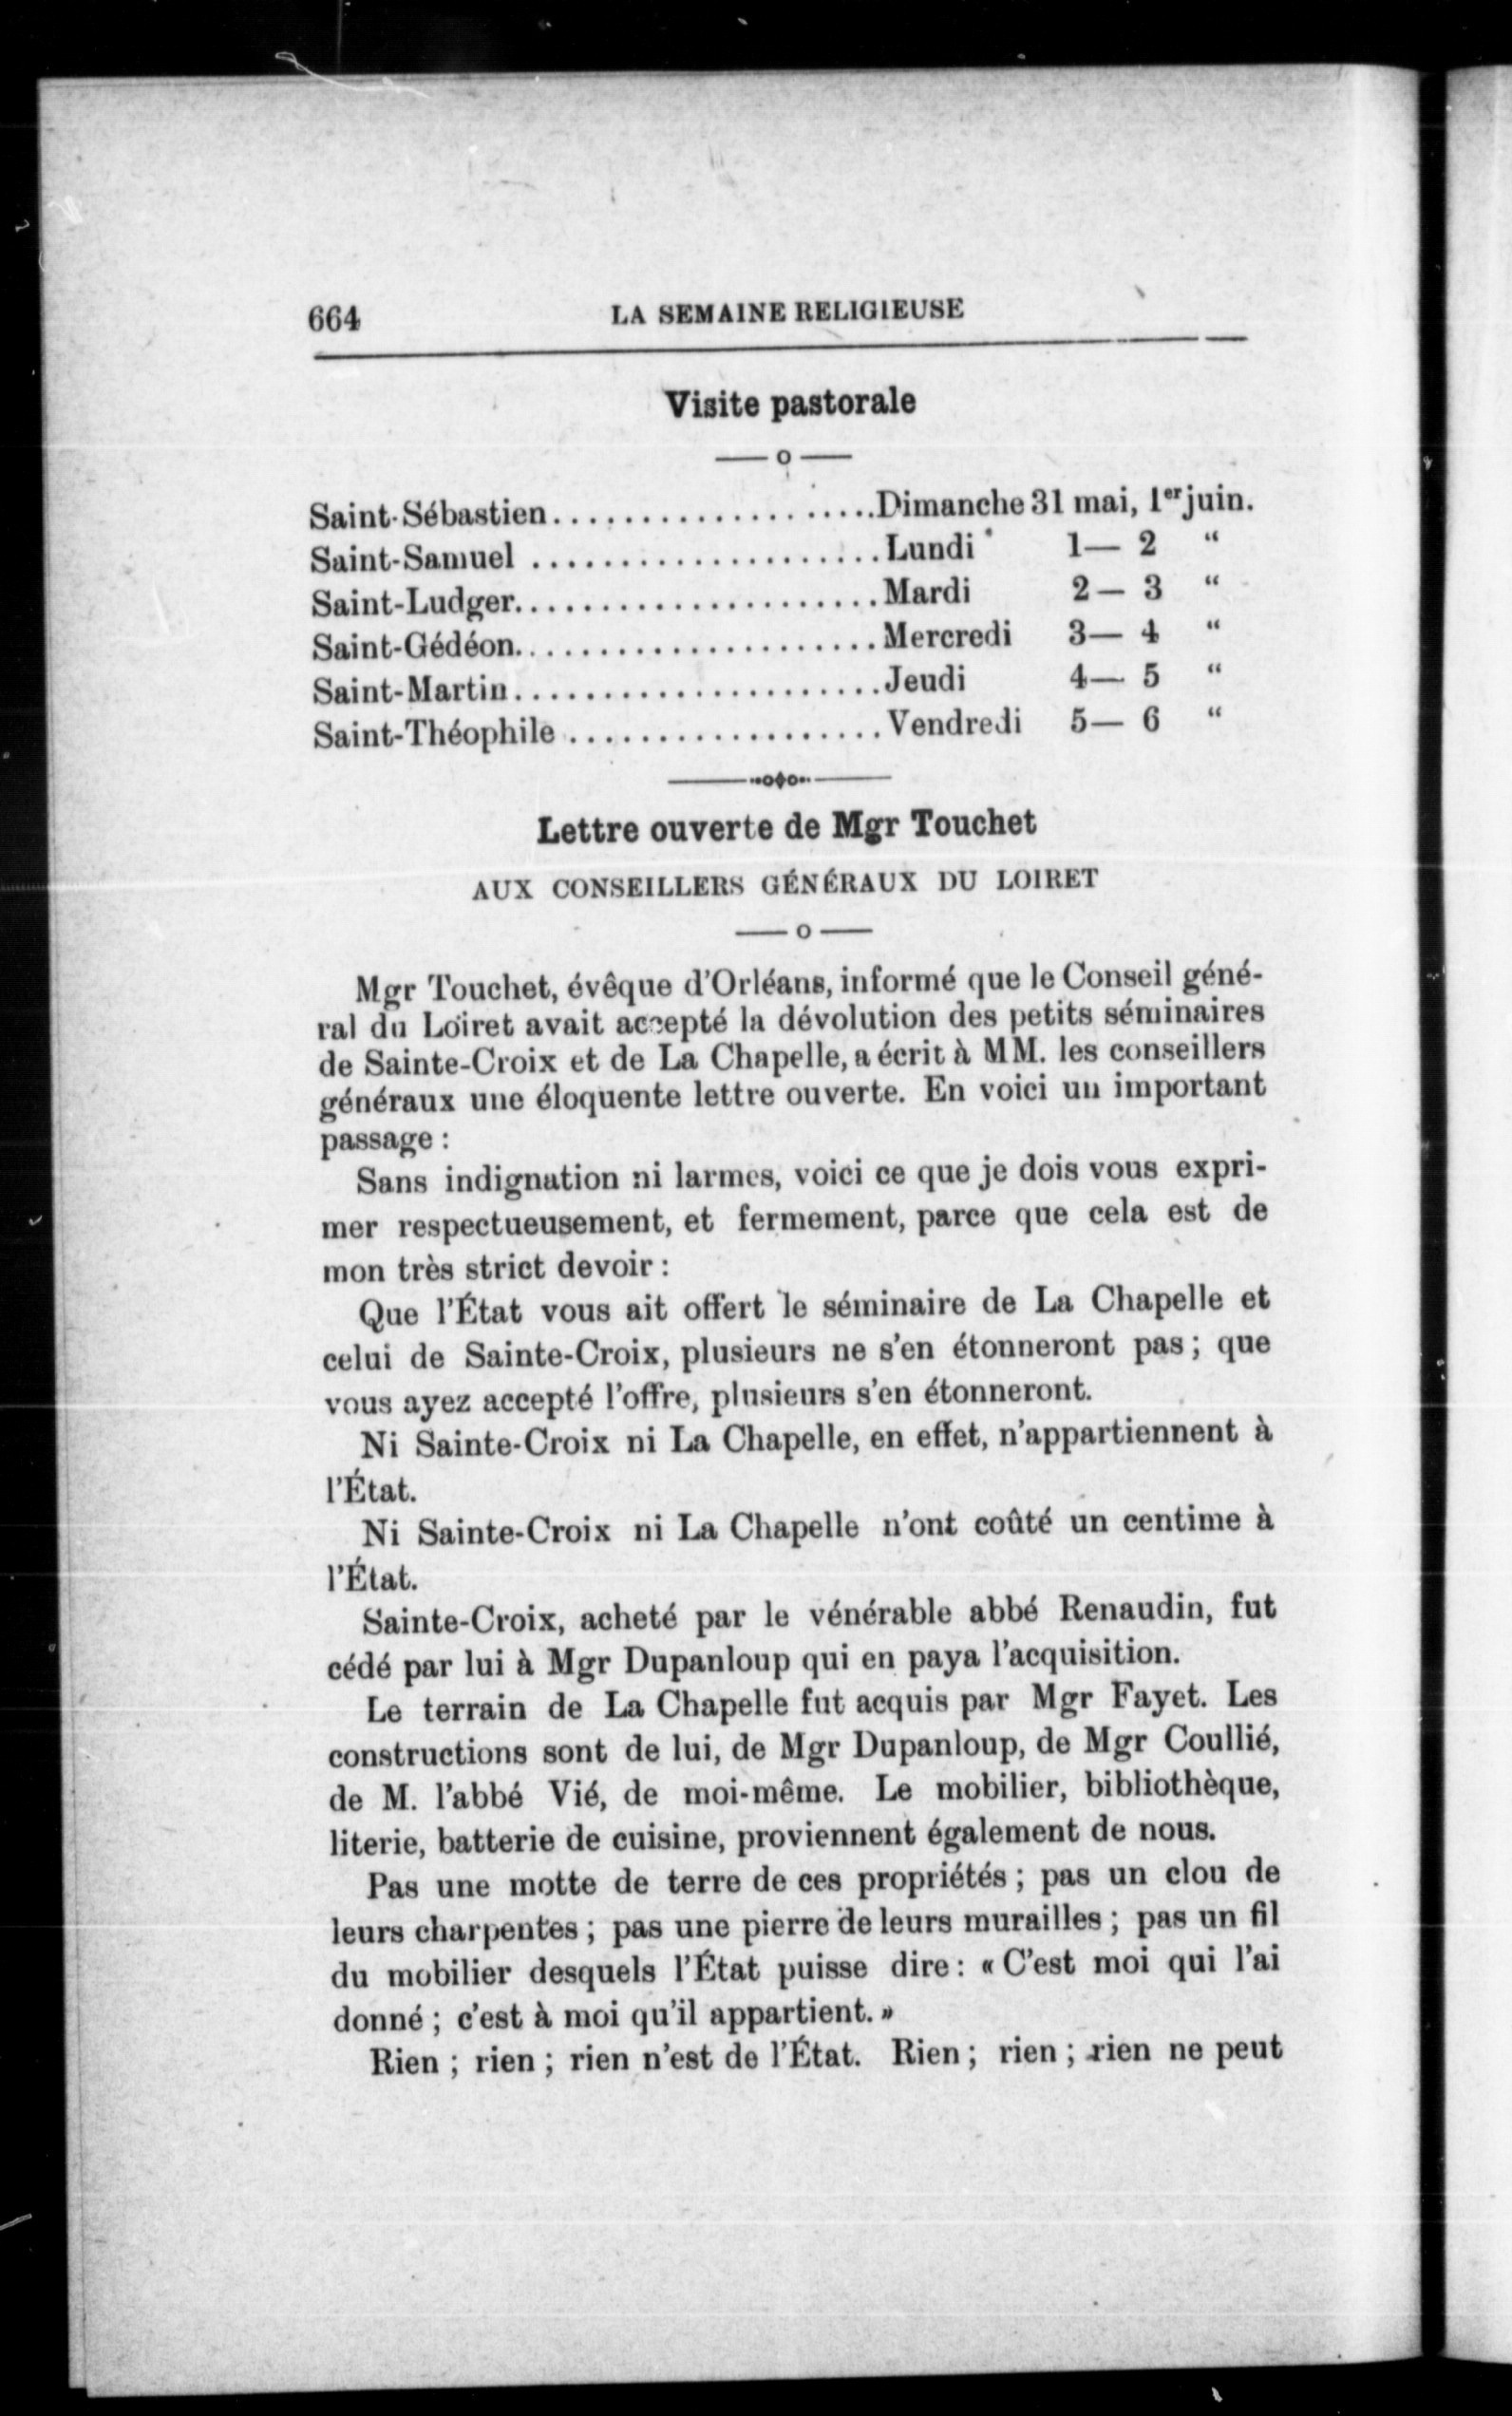 664 LA SEMAINE RELIGIEUSE
Visite pastorale
— o —
Saint-Sébastien....................Dimanche 31 mai, 1er juin.
Saint-Samuel ......................Lundi 1— 2 “
Saint-Ludger.......................Mardi 2— 3 “
Saint-Gédéon.......................Mercredi 3— 4 “
Saint-Martin.......................Jeudi 4— 5 “
Saint-Théophile ...................Vendredi 5— 6 “
Lettre ouverte de Mgr Touchet
AUX CONSEILLERS GÉNÉRAUX DU LOIRET
— o —
Mgr Touchet, évêque d'Orléans, informé que le Conseil géné-
ral du Loiret avait accepté la dévolution des petits séminaires
de Sainte-Croix et de La Chapelle, a écrit à MM. les conseillers
généraux une éloquente lettre ouverte. En voici un important
passage :
Sans indignation ni larmes, voici ce que je dois vous expri-
mer respectueusement, et fermement, parce que cela est de
mon très strict devoir :
Que l'État vous ait offert le séminaire de La Chapelle et
celui de Sainte-Croix, plusieurs ne s'en étonneront pas ; que
vous ayez accepté l'offre, plusieurs s'en étonneront.
Ni Sainte-Croix ni La Chapelle, en effet, n'appartiennent à
l'État.
Ni Sainte-Croix ni La Chapelle n'ont coûté un centime à
l'État.
Sainte-Croix, acheté par le vénérable abbé Renaudin, fut
cédé par lui à Mgr Dupanloup qui en paya l'acquisition.
Le terrain de La Chapelle fut acquis par Mgr Fayet. Les
constructions sont de lui, de Mgr Dupanloup, de Mgr Coullié,
de M. l'abbé Vié, de moi-même. Le mobilier, bibliothèque,
literie, batterie de cuisine, proviennent également de nous.
Pas une motte de terre de ces propriétés ; pas un clou de
leurs charpentes ; pas une pierre de leurs murailles ; pas un fil
du mobilier desquels l'État puisse dire : « C'est moi qui l'ai
donné ; c'est à moi qu'il appartient. »
Rien ; rien ; rien n'est de l'État. Rien ; rien ; rien ne peut